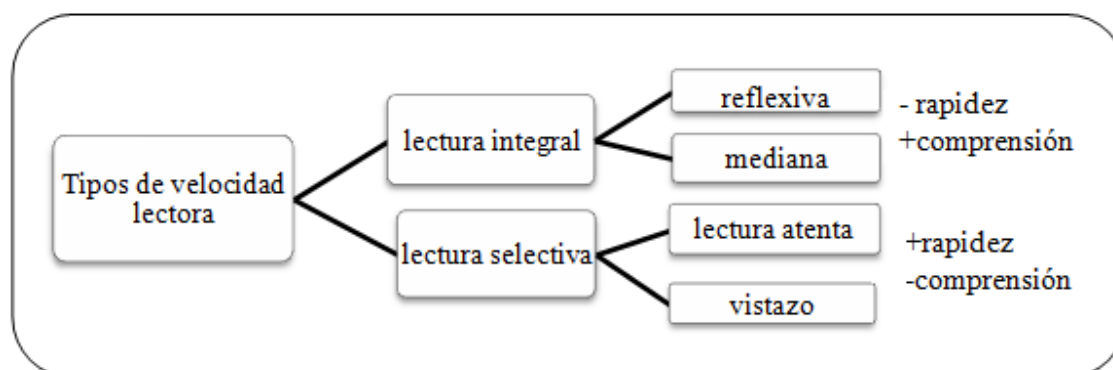 Tipos de velocidad
lectora
lectura integral
lectura selectiva
reflexiva
mediana
lectura atenta
vistazo
- rapidez
+comprensión
+rapidez
-comprensión